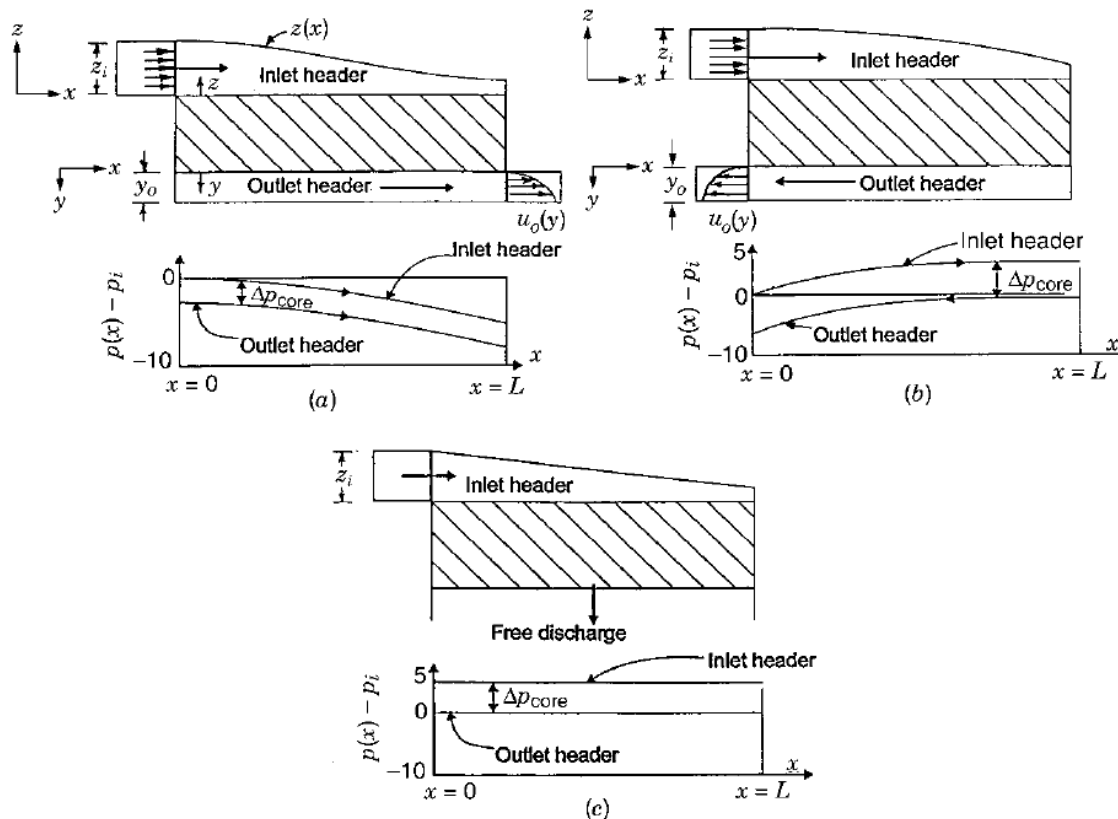 z
x
z_i
z
z(x)
Inlet header
x
y
y_o
y
Outlet header
u_o(y)
p(x) – p_i
0
–10
Δp_core
Inlet header
Outlet header
x
x = 0
x = L
(a)
z
x
z_i
Inlet header
x
y
y_o
Outlet header
u_o(y)
p(x) – p_i
5
0
–10
Inlet header
Δp_core
Outlet header
x
x = 0
x = L
(b)
z_i
Inlet header
Free discharge
p(x) – p_i
5
0
–10
Inlet header
Δp_core
Outlet header
x
x = 0
x = L
(c)